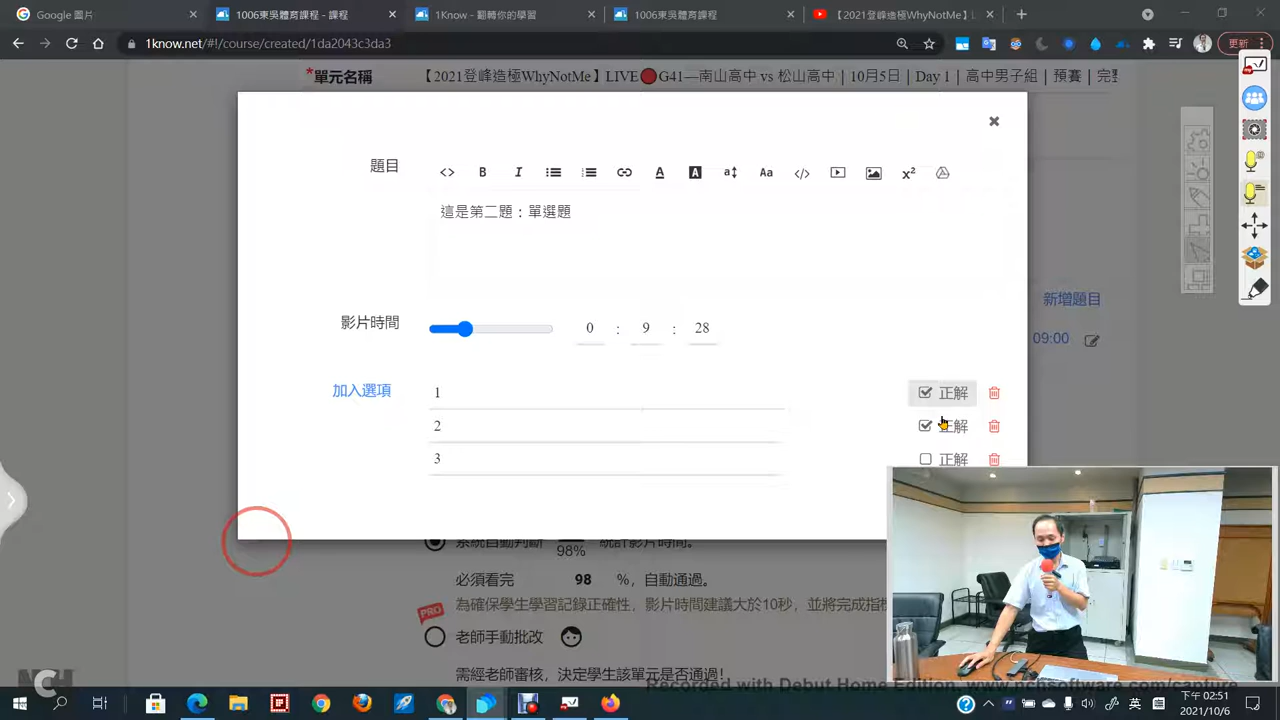 Google 圖片
1006東吳體育課程 - 課程
1Know - 翻轉你的學習
1006東吳體育課程
【2021登峰造極WhyNotMe】L
1know.net/#!/course/created/1da2043c3da3
更新
*單元名稱
【2021登峰造極WhyNotMe】LIVE🔴G41—南山高中 vs 松山高中｜10月5日｜Day 1｜高中男子組｜預賽｜完整
題目
這是第二題：單選題
新增題目
影片時間
0 : 9 : 28
09:00
加入選項
1
正解
2
正解
3
正解
系統自動判斷
98%
統計影片時間。
必須看完 98 %，自動通過。
PRO
為確保學生學習記錄正確性，影片時間建議大於10秒，並將完成指標
老師手動批改
需經老師審核，決定學生該單元是否通過！
NCH
Recorded with Debut Home Edition. www.nchsoftware.com/capture
英
下午 02:51
2021/10/6